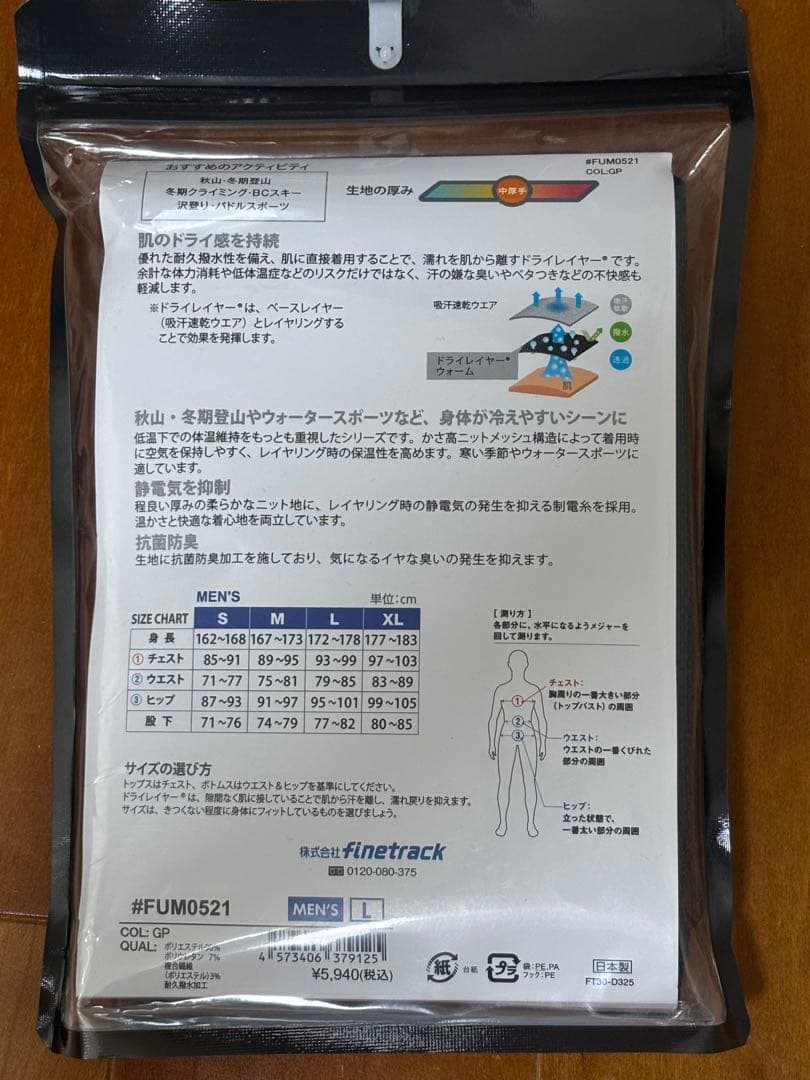 おすすめのアクティビティ
秋山・冬期登山
冬期クライミング・BCスキー
沢登り・パドルスポーツ
生地の厚み
中厚手
#FUM0521
COL:GP
肌のドライ感を持続
優れた耐久撥水性を備え、肌に直接着用することで、濡れを肌から離すドライレイヤー®です。
余計な体力消耗や低体温症などのリスクだけではなく、汗の嫌な臭いやベタつきなどの不快感も
軽減します。
※ドライレイヤー®は、ベースレイヤー
（吸汗速乾ウエア）とレイヤリングする
ことで効果を発揮します。
吸汗速乾ウエア
吸汗
拡散
撥水
ドライレイヤー®
ウォーム
透過
肌
秋山・冬期登山やウォータースポーツなど、身体が冷えやすいシーンに
低温下での体温維持をもっとも重視したシリーズです。かさ高ニットメッシュ構造によって着用時
に空気を保持しやすく、レイヤリング時の保温性を高めます。寒い季節やウォータースポーツに
適しています。
静電気を抑制
程良い厚みの柔らかなニット地に、レイヤリング時の静電気の発生を抑える制電糸を採用。
温かさと快適な着心地を両立しています。
抗菌防臭
生地に抗菌防臭加工を施しており、気になるイヤな臭いの発生を抑えます。
MEN'S 単位:cm
SIZE CHART S M L XL
身長 162~168 167~173 172~178 177~183
① チェスト 85~91 89~95 93~99 97~103
② ウエスト 71~77 75~81 79~85 83~89
③ ヒップ 87~93 91~97 95~101 99~105
股下 71~76 74~79 77~82 80~85
[ 測り方 ]
各部分に、水平になるようメジャーを
回して測ります。
チェスト:
胸周りの一番大きい部分
（トップバスト）の周囲
ウエスト:
ウエストの一番くびれた
部分の周囲
ヒップ:
立った状態で、
一番太い部分の周囲
①
②
③
サイズの選び方
トップスはチェスト、ボトムスはウエスト&ヒップを基準にしてください。
ドライレイヤー®は、隙間なく肌に接していることで肌から汗を離し、濡れ戻りを抑えます。
サイズは、きつくない程度に身体にフィットしているものを選びましょう。
株式会社finetrack
0120-080-375
#FUM0521 MEN'S L
COL: GP
QUAL: ポリエステル90%
ポリウレタン 7%
複合繊維
(ポリエステル)3%
耐久撥水加工
4 573406 379125
¥5,940(税込)
紙 台紙
プラ 袋:PE,PA
フック:PE
日本製
FT30-D325